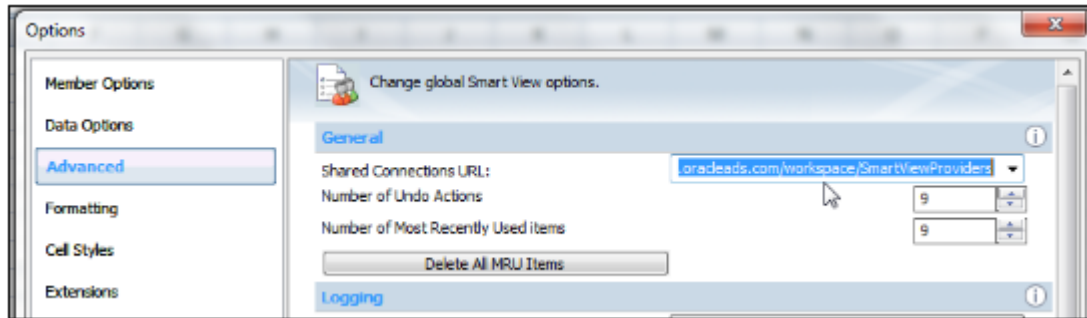 Options
Member Options
Data Options
Advanced
Formatting
Cell Styles
Extensions
Change global Smart View options.
General
Shared Connections URL:
.oracleads.com/workspace/SmartViewProviders
Number of Undo Actions
9
Number of Most Recently Used items
9
Delete All MRU Items
Logging